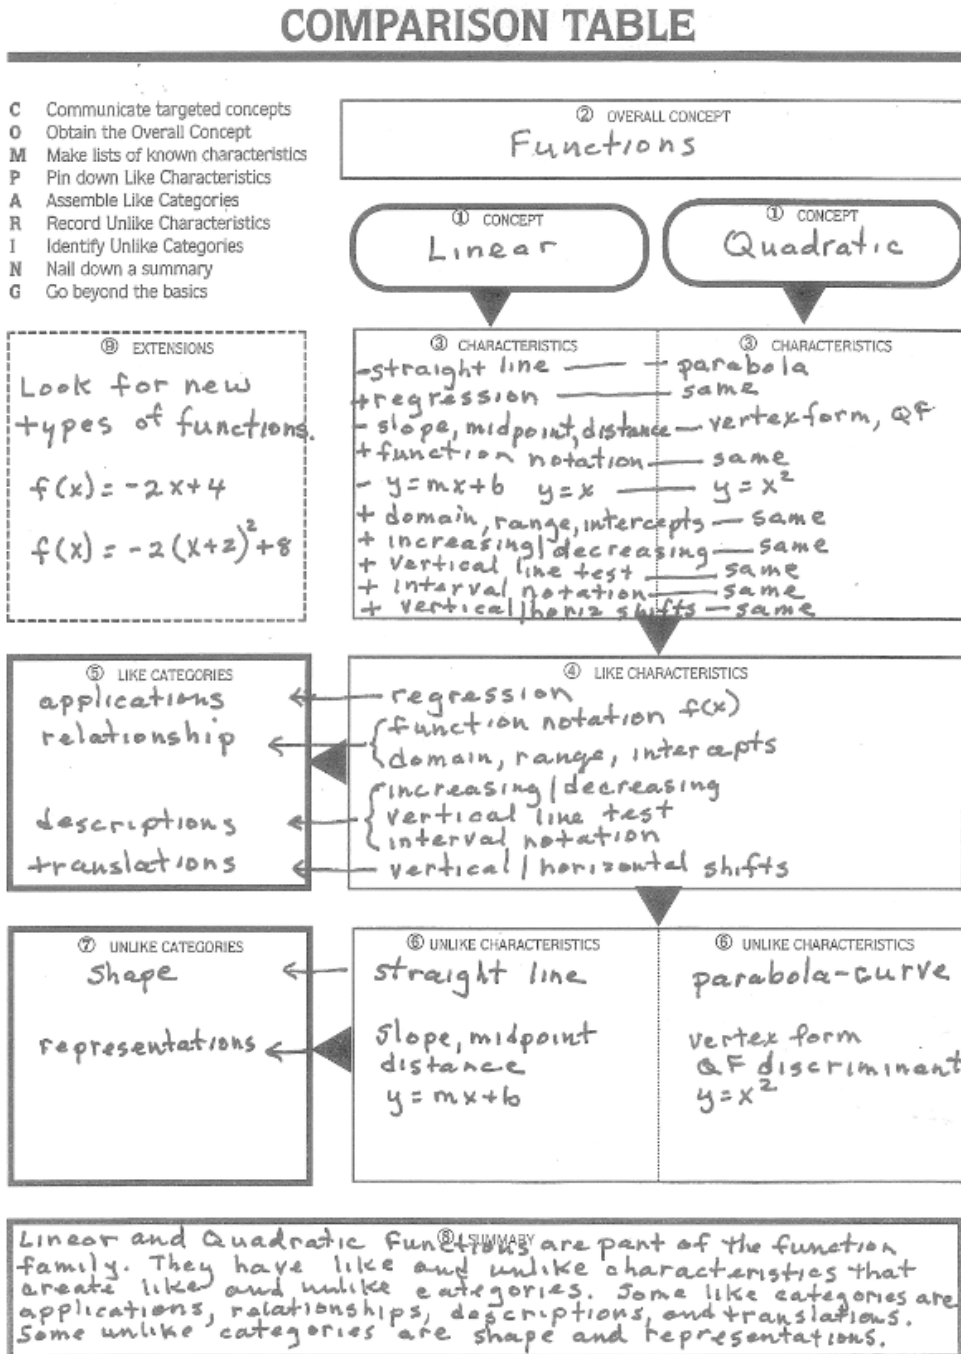 COMPARISON TABLE
C Communicate targeted concepts
O Obtain the Overall Concept
M Make lists of known characteristics
P Pin down Like Characteristics
A Assemble Like Categories
R Record Unlike Characteristics
I Identify Unlike Categories
N Nail down a summary
G Go beyond the basics
② OVERALL CONCEPT
Functions
① CONCEPT
Linear
① CONCEPT
Quadratic
⑨ EXTENSIONS
Look for new
types of functions.
f(x) = -2x+4
f(x) = -2(x+2)²+8
③ CHARACTERISTICS ③ CHARACTERISTICS
-straight line — - parabola
+regression — same
- slope, midpoint, distance — vertex form, QF
+ function notation — same
- y=mx+b y=x — y=x²
+ domain, range, intercepts — same
+ increasing/decreasing — same
+ vertical line test — same
+ interval notation — same
+ vertical/horiz shifts — same
⑤ LIKE CATEGORIES
applications
relationship
descriptions
translations
④ LIKE CHARACTERISTICS
regression
function notation f(x)
domain, range, intercepts
increasing/decreasing
vertical line test
interval notation
vertical/horizontal shifts
⑦ UNLIKE CATEGORIES
shape
representations
⑥ UNLIKE CHARACTERISTICS
straight line
slope, midpoint
distance
y=mx+b
⑥ UNLIKE CHARACTERISTICS
parabola-curve
vertex form
QF discriminant
y=x²
⑧ SUMMARY
Linear and Quadratic Functions are part of the function
family. They have like and unlike characteristics that
create like and unlike categories. Some like categories are
applications, relationships, descriptions, and translations.
Some unlike categories are shape and representations.